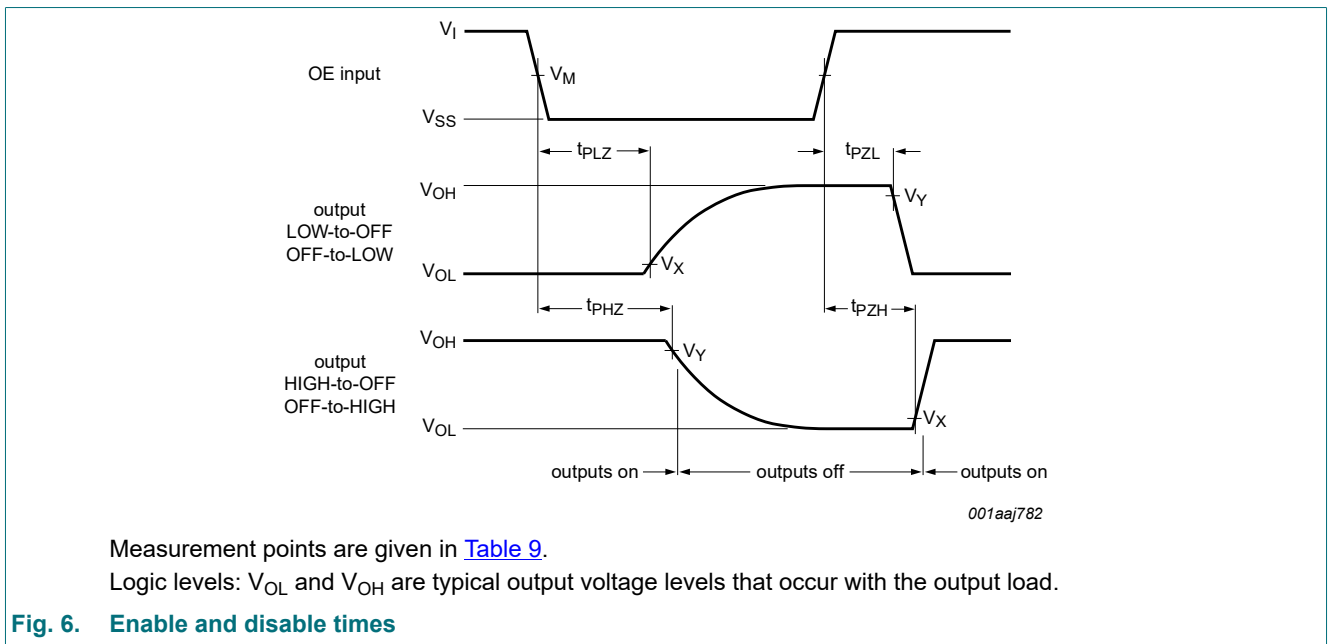 V_I
OE input
V_M
V_SS
t_PLZ
t_PZL
V_OH
output
LOW-to-OFF
OFF-to-LOW
V_Y
V_X
V_OL
t_PHZ
t_PZH
V_OH
output
HIGH-to-OFF
OFF-to-HIGH
V_Y
V_X
V_OL
outputs on
outputs off
outputs on
001aaj782
Measurement points are given in Table 9.
Logic levels: V_OL and V_OH are typical output voltage levels that occur with the output load.
Fig. 6. Enable and disable times